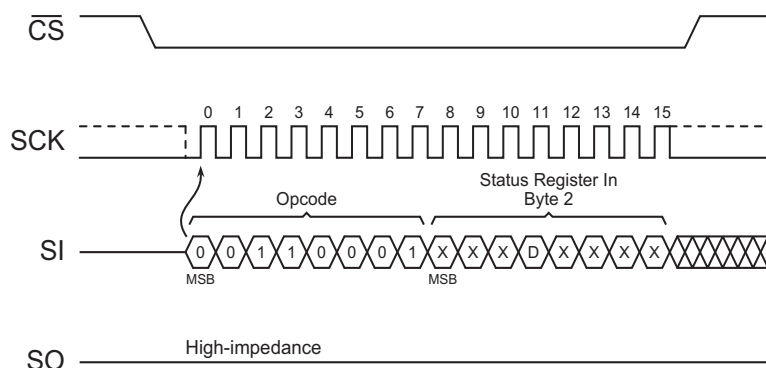 CS
0 1 2 3 4 5 6 7 8 9 10 11 12 13 14 15
SCK
Status Register In
Opcode Byte 2
SI 0 0 1 1 0 0 0 1 X X X D X X X X
MSB MSB
High-impedance
SO